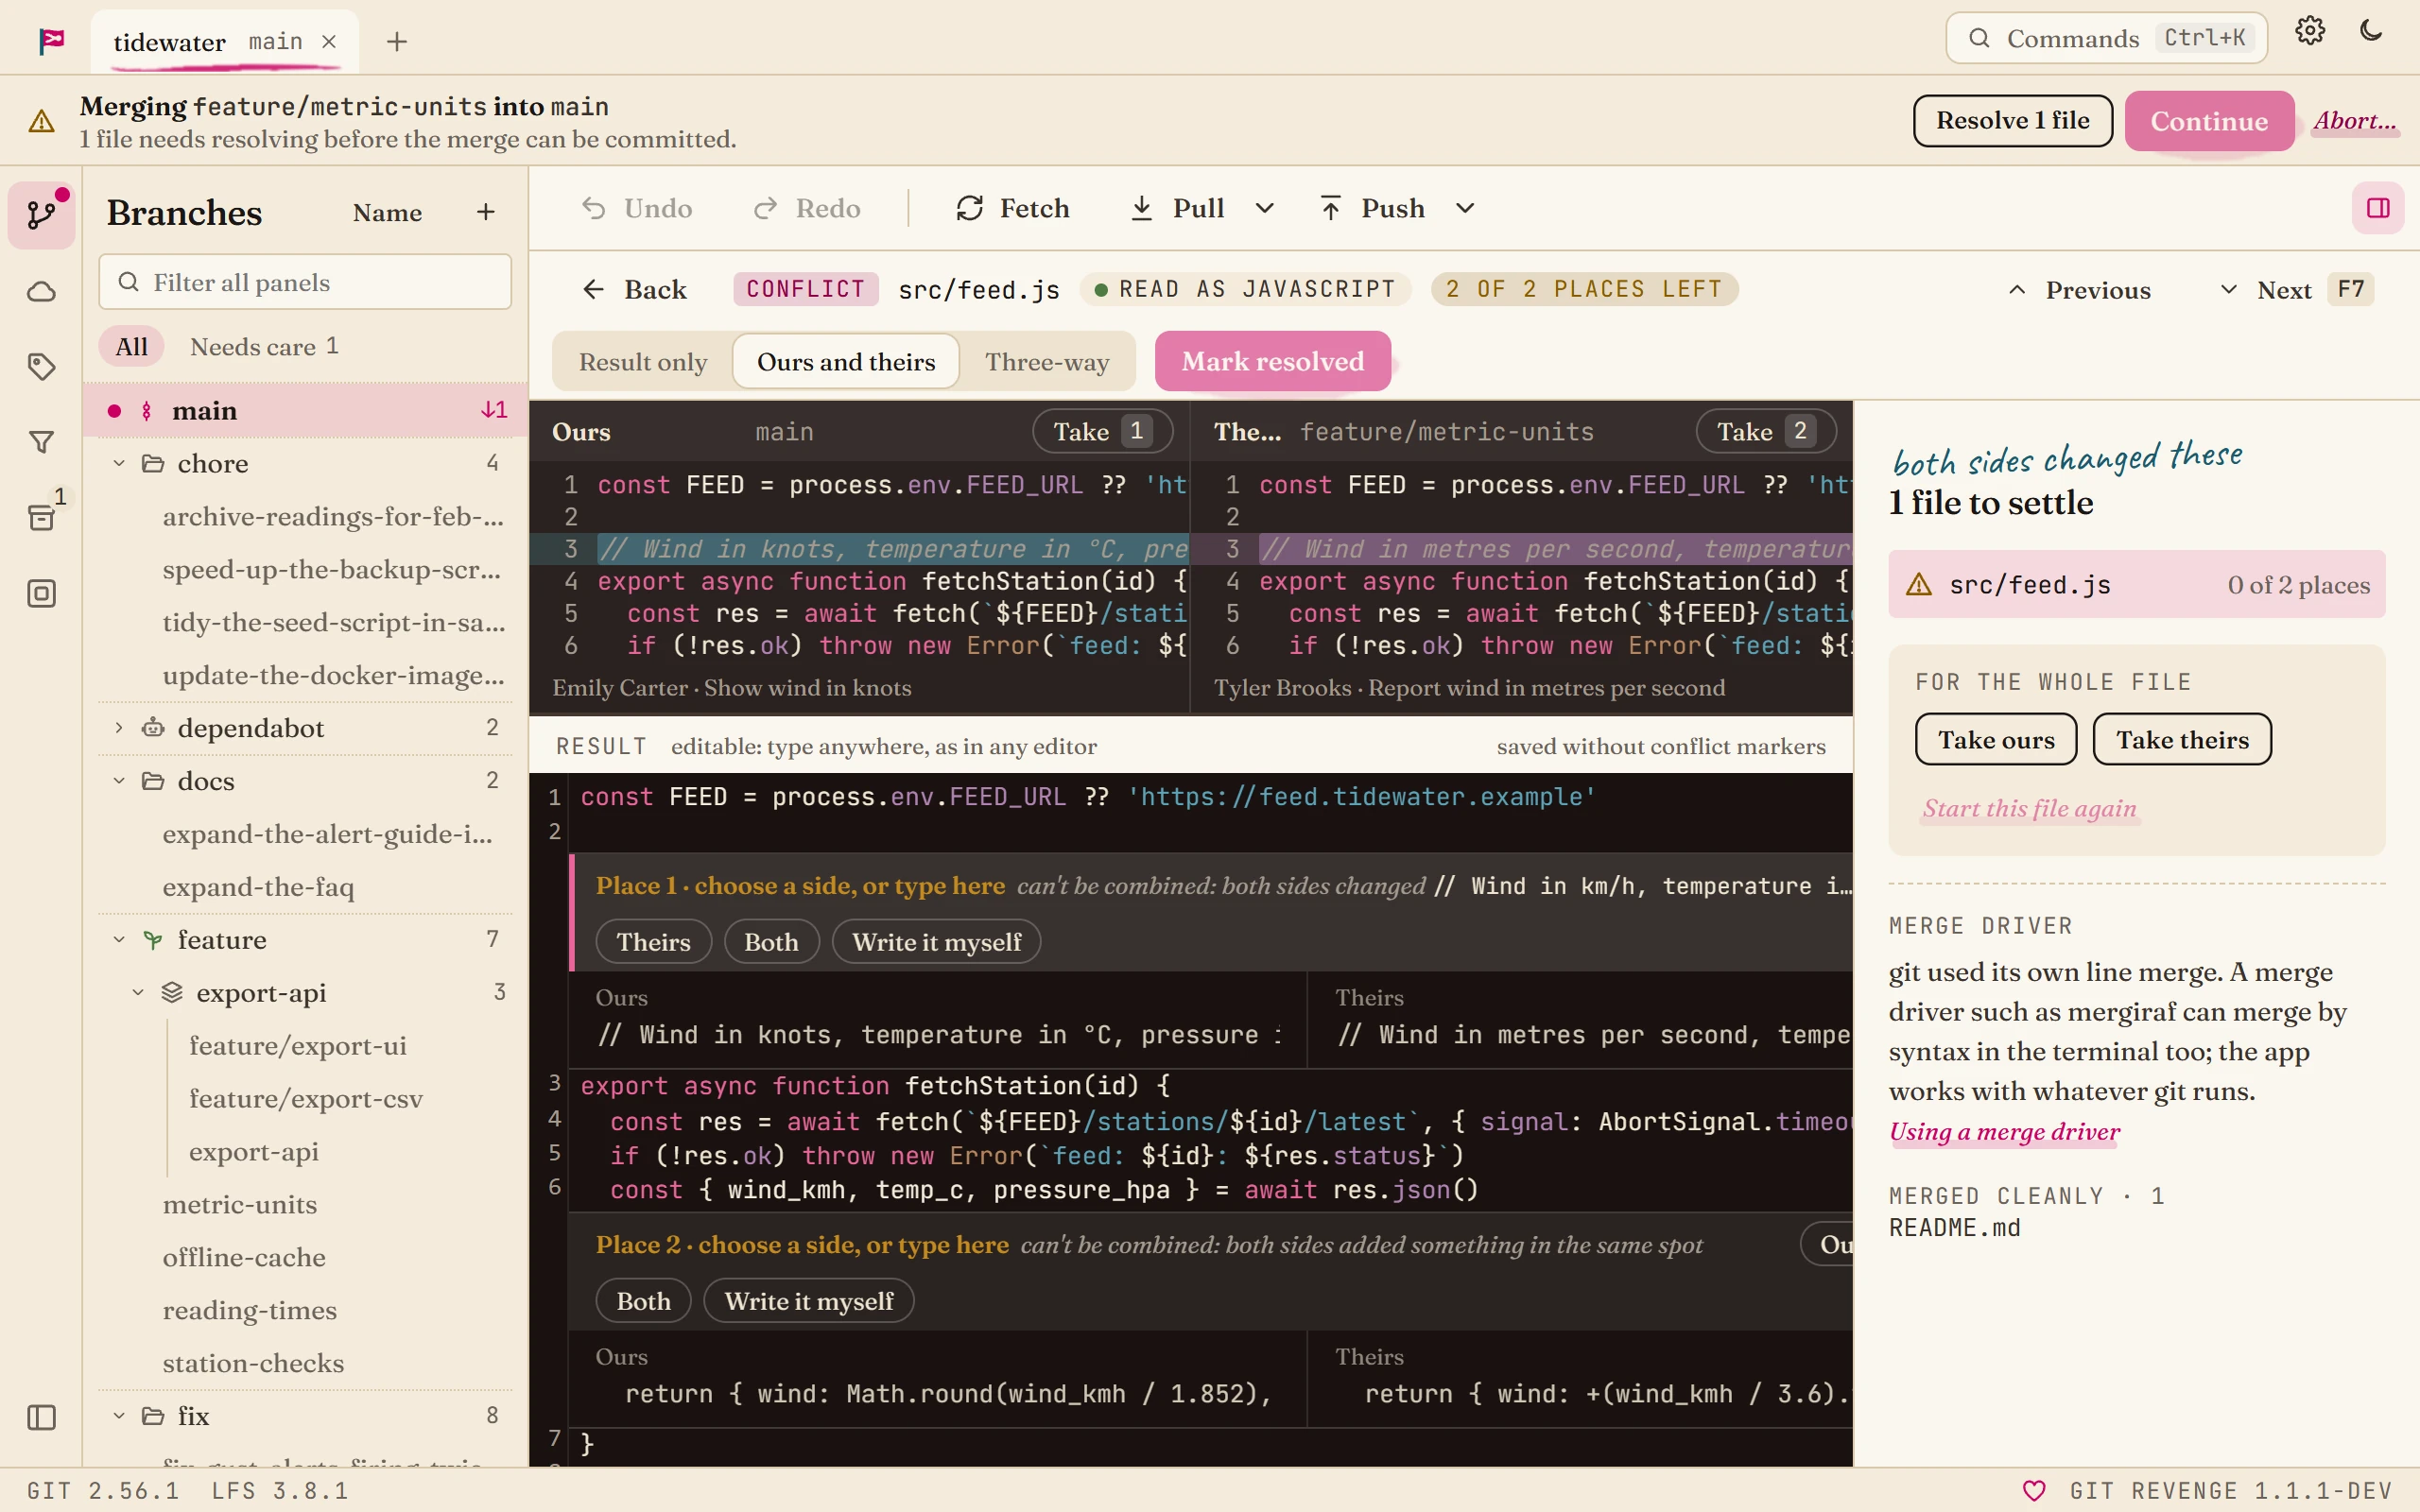 tidewater main
Commands Ctrl+K
Merging feature/metric-units into main
1 file needs resolving before the merge can be committed.
Resolve 1 file
Continue
Abort...
Branches
Name
Filter all panels
All
Needs care 1
main ↓1
chore 4
archive-readings-for-feb-...
speed-up-the-backup-scr...
tidy-the-seed-script-in-sa...
update-the-docker-image...
dependabot 2
docs 2
expand-the-alert-guide-i...
expand-the-faq
feature 7
export-api 3
feature/export-ui
feature/export-csv
export-api
metric-units
offline-cache
reading-times
station-checks
fix 8
1
Undo
Redo
Fetch
Pull
Push
Back
CONFLICT
src/feed.js
READ AS JAVASCRIPT
2 OF 2 PLACES LEFT
Previous
Next F7
Result only
Ours and theirs
Three-way
Mark resolved
Ours main Take 1
1 const FEED = process.env.FEED_URL ?? 'ht
2
3 // Wind in knots, temperature in °C, pre
4 export async function fetchStation(id) {
5 const res = await fetch(`${FEED}/stati
6 if (!res.ok) throw new Error(`feed: ${
Emily Carter · Show wind in knots
The... feature/metric-units Take 2
1 const FEED = process.env.FEED_URL ?? 'ht
2
3 // Wind in metres per second, temperatur
4 export async function fetchStation(id) {
5 const res = await fetch(`${FEED}/static
6 if (!res.ok) throw new Error(`feed: ${
Tyler Brooks · Report wind in metres per second
RESULT editable: type anywhere, as in any editor
saved without conflict markers
1 const FEED = process.env.FEED_URL ?? 'https://feed.tidewater.example'
2
Place 1 · choose a side, or type here can't be combined: both sides changed // Wind in km/h, temperature i...
Theirs
Both
Write it myself
Ours
// Wind in knots, temperature in °C, pressure
Theirs
// Wind in metres per second, tempe
3 export async function fetchStation(id) {
4 const res = await fetch(`${FEED}/stations/${id}/latest`, { signal: AbortSignal.timeou
5 if (!res.ok) throw new Error(`feed: ${id}: ${res.status}`)
6 const { wind_kmh, temp_c, pressure_hpa } = await res.json()
Place 2 · choose a side, or type here can't be combined: both sides added something in the same spot
Ou
Both
Write it myself
Ours
return { wind: Math.round(wind_kmh / 1.852),
Theirs
return { wind: +(wind_kmh / 3.6).
7 }
both sides changed these
1 file to settle
src/feed.js 0 of 2 places
FOR THE WHOLE FILE
Take ours
Take theirs
Start this file again
MERGE DRIVER
git used its own line merge. A merge
driver such as mergiraf can merge by
syntax in the terminal too; the app
works with whatever git runs.
Using a merge driver
MERGED CLEANLY · 1
README.md
GIT 2.56.1 LFS 3.8.1
GIT REVENGE 1.1.1-DEV